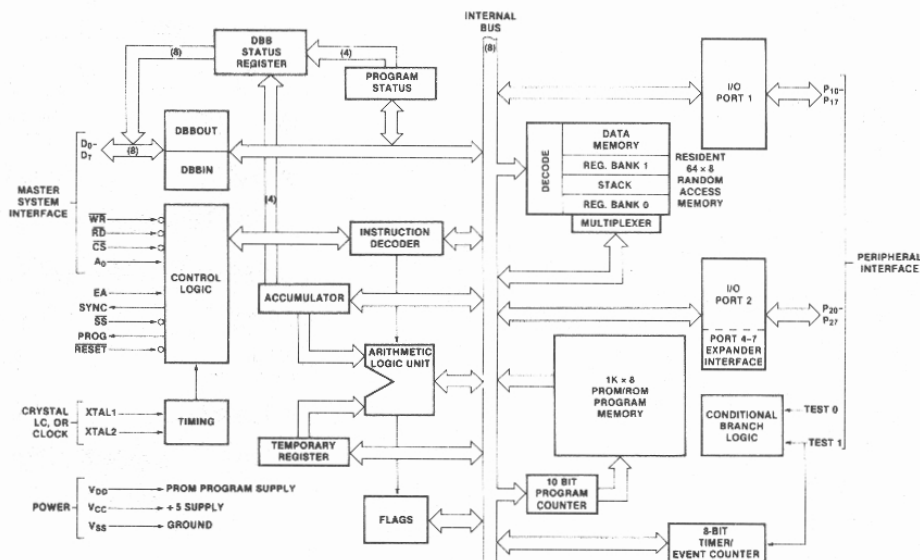 INTERNAL
BUS
(8)
DBB
STATUS
REGISTER
(8)
(4)
PROGRAM
STATUS
I/O
PORT 1
P10-
P17
DBBOUT
DBBIN
D0-
D7
(8)
MASTER
SYSTEM
INTERFACE
WR
RD
CS
A0
EA
SYNC
SS
PROG
RESET
CONTROL
LOGIC
(4)
INSTRUCTION
DECODER
DECODE
DATA
MEMORY
REG. BANK 1
STACK
REG. BANK 0
MULTIPLEXER
RESIDENT
64 × 8
RANDOM
ACCESS
MEMORY
PERIPHERAL
INTERFACE
ACCUMULATOR
I/O
PORT 2
PORT 4-7
EXPANDER
INTERFACE
P20-
P27
ARITHMETIC
LOGIC UNIT
1K × 8
PROM/ROM
PROGRAM
MEMORY
CRYSTAL
LC, OR
CLOCK
XTAL1
XTAL2
TIMING
CONDITIONAL
BRANCH
LOGIC
TEST 0
TEST 1
TEMPORARY
REGISTER
10 BIT
PROGRAM
COUNTER
POWER
VDD
PROM PROGRAM SUPPLY
VCC
+5 SUPPLY
VSS
GROUND
FLAGS
8-BIT
TIMER/
EVENT COUNTER